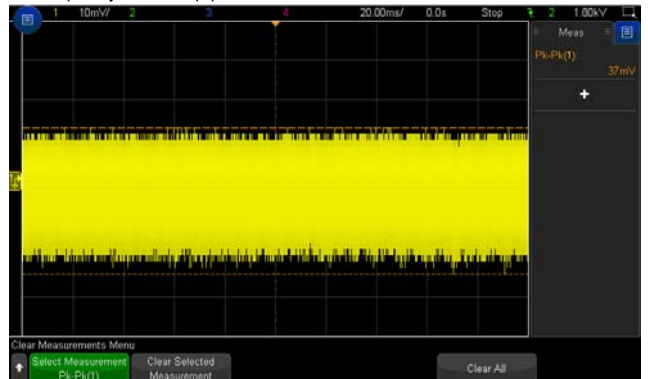 1 10mV/ 2 3 4 20.00ms/ 0.0s Stop 2 1.00kV
Meas
Pk-Pk(1):
37mV
+
Clear Measurements Menu
Select Measurement
Pk-Pk(1)
Clear Selected
Measurement
Clear All